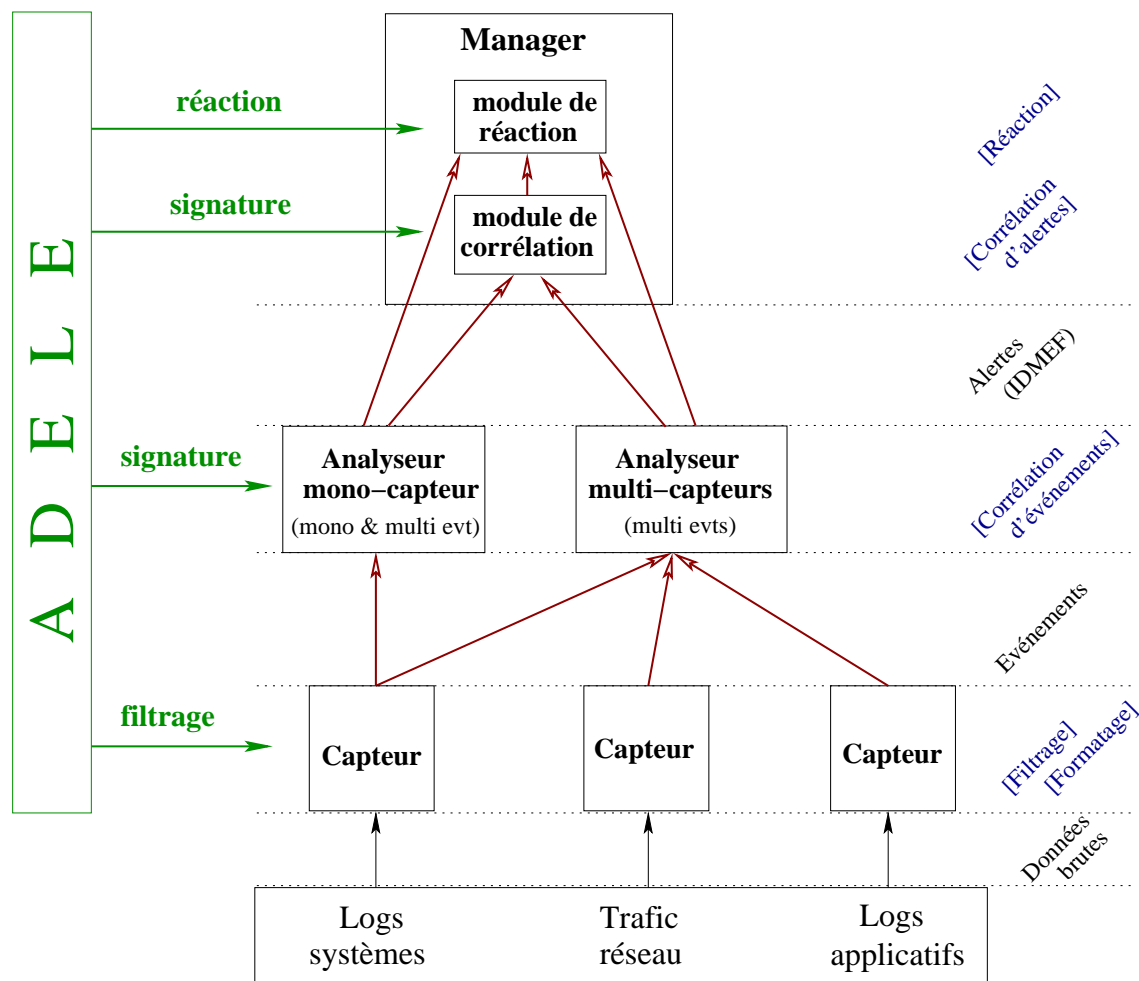 A D E L E
Manager
réaction
module de
réaction
[Réaction]
signature
module de
corrélation
[Corrélation
d'alertes]
Alertes
(IDMEF)
signature
Analyseur
mono−capteur
(mono & multi evt)
Analyseur
multi−capteurs
(multi evts)
[Corrélation
d'événements]
Evénements
filtrage
Capteur
Capteur
Capteur
[Filtrage]
[Formatage]
Données
brutes
Logs
systèmes
Trafic
réseau
Logs
applicatifs